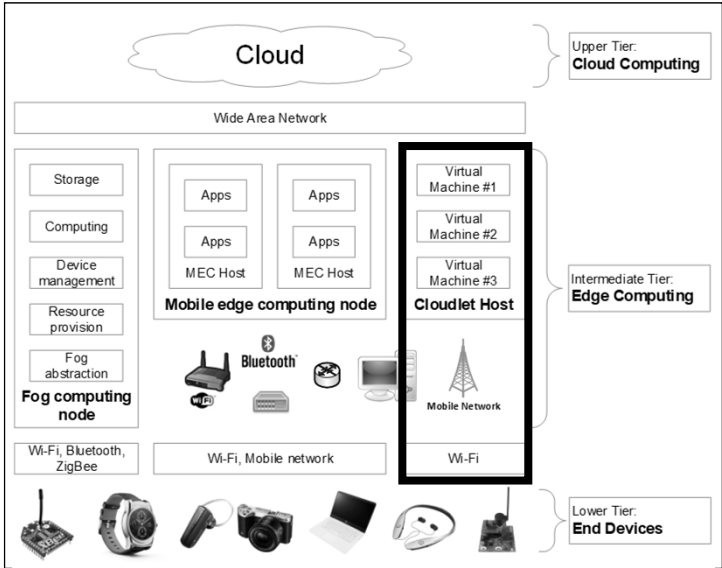 Cloud
Upper Tier:
Cloud Computing
Wide Area Network
Storage
Computing
Device
management
Resource
provision
Fog
abstraction
Fog computing
node
Apps
Apps
MEC Host
Apps
Apps
MEC Host
Mobile edge computing node
Virtual
Machine #1
Virtual
Machine #2
Virtual
Machine #3
Cloudlet Host
Intermediate Tier:
Edge Computing
Bluetooth
WiFi
Mobile Network
Wi-Fi, Bluetooth,
ZigBee
Wi-Fi, Mobile network
Wi-Fi
Lower Tier:
End Devices